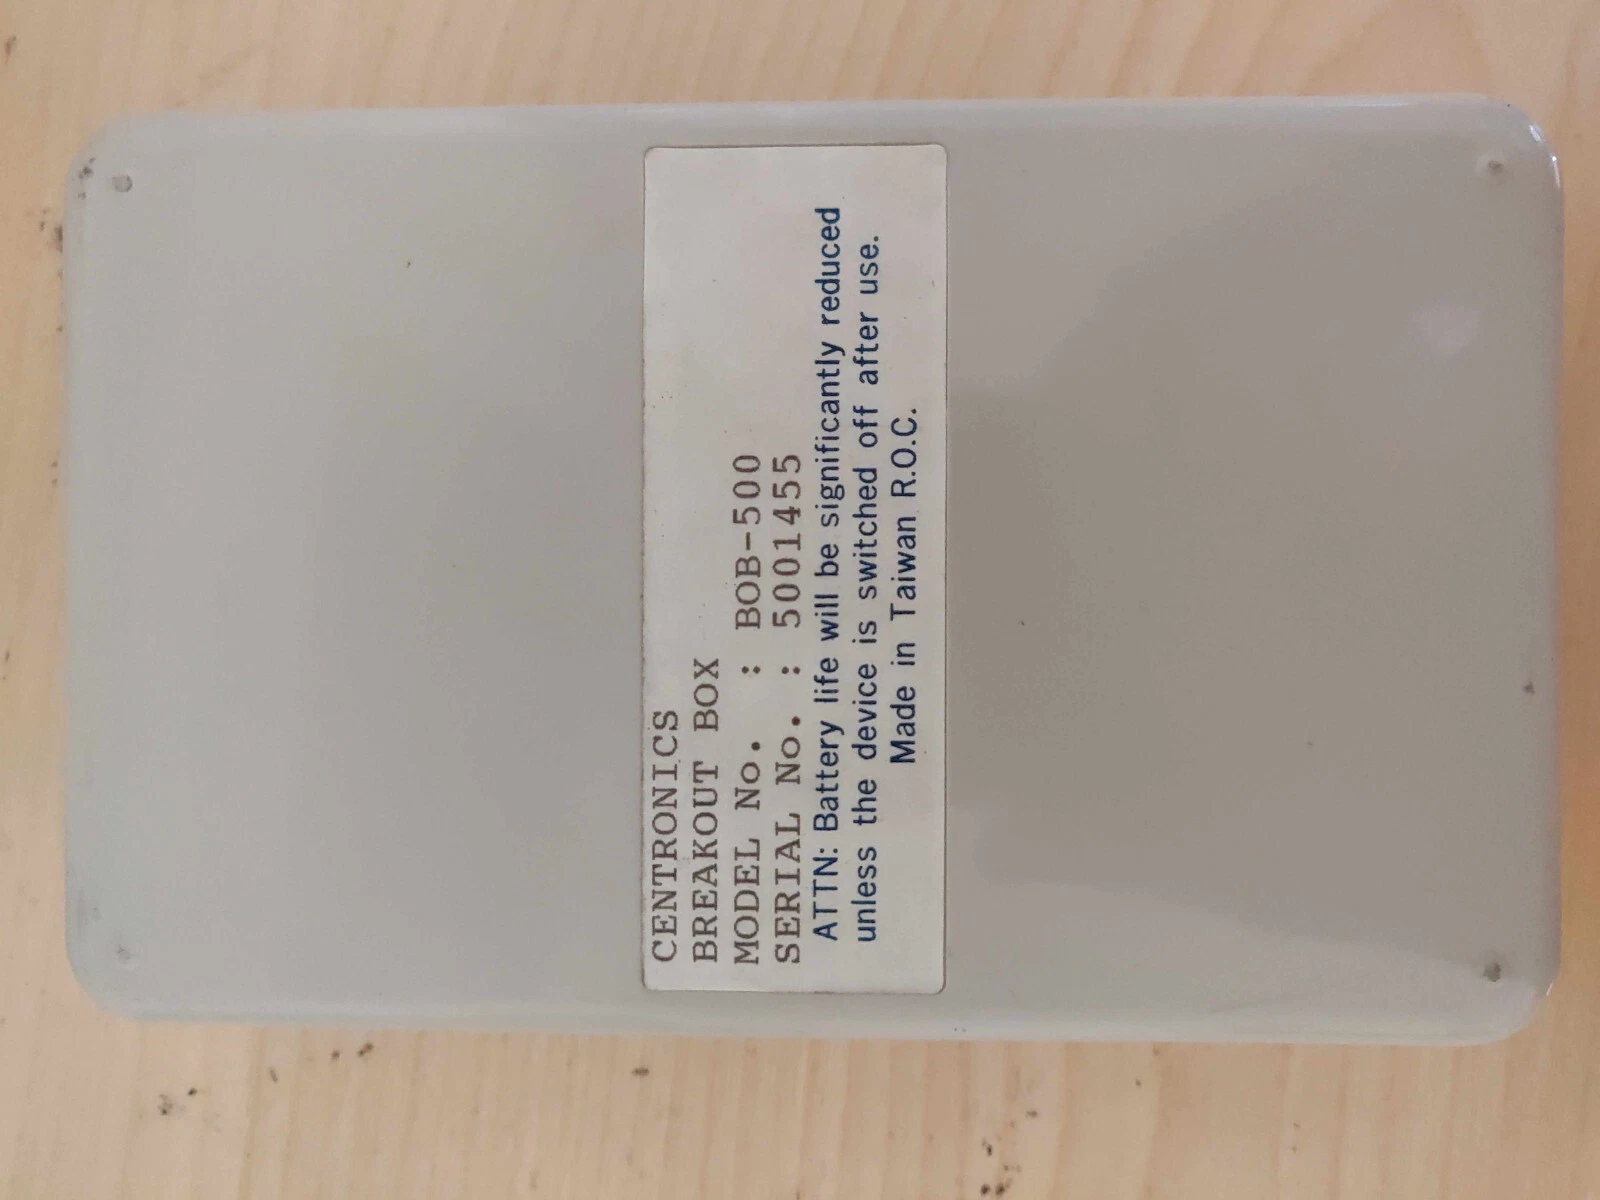 CENTRONICS
BREAKOUT BOX
MODEL No. : BOB-500
SERIAL No. : 5001455
ATTN: Battery life will be significantly reduced
unless the device is switched off after use.
Made in Taiwan R.O.C.